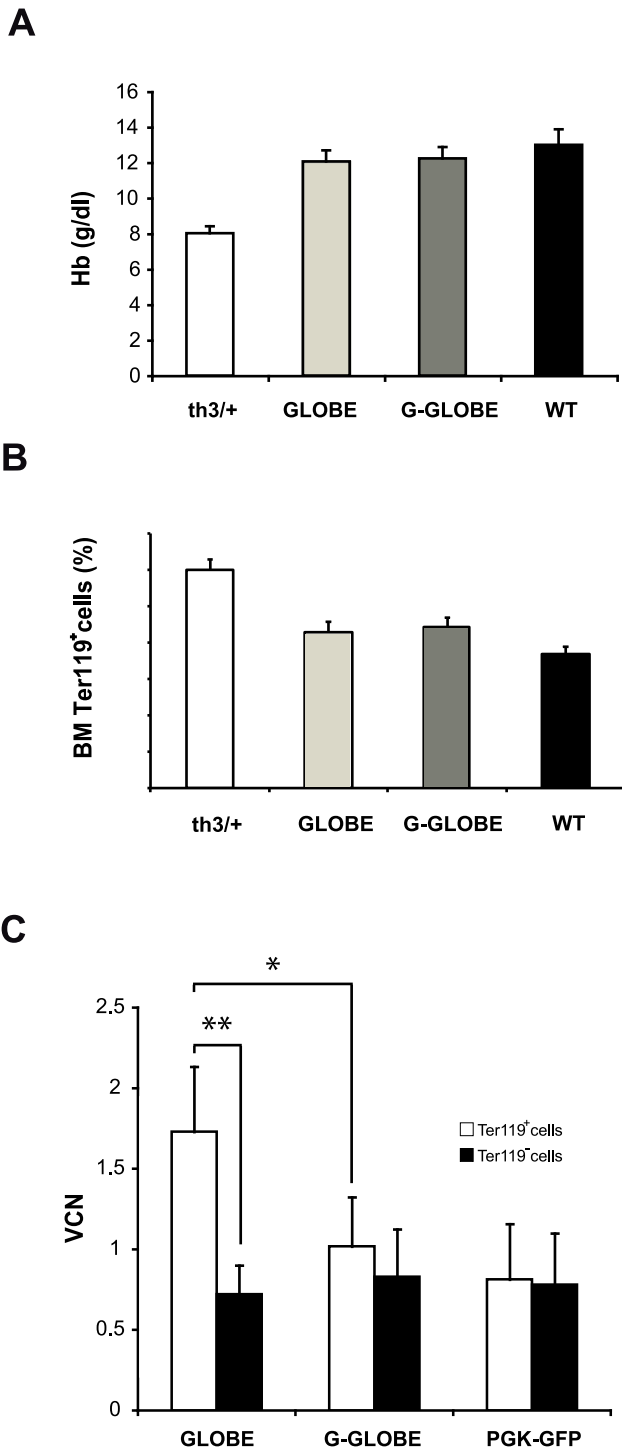 A
Hb (g/dl)
16
14
12
10
8
6
4
2
0
th3/+ GLOBE G-GLOBE WT
B
BM Ter119⁺cells (%)
th3/+ GLOBE G-GLOBE WT
C
VCN
2.5
2
1.5
1
0.5
0
*
**
Ter119⁺cells
Ter119⁻cells
GLOBE G-GLOBE PGK-GFP